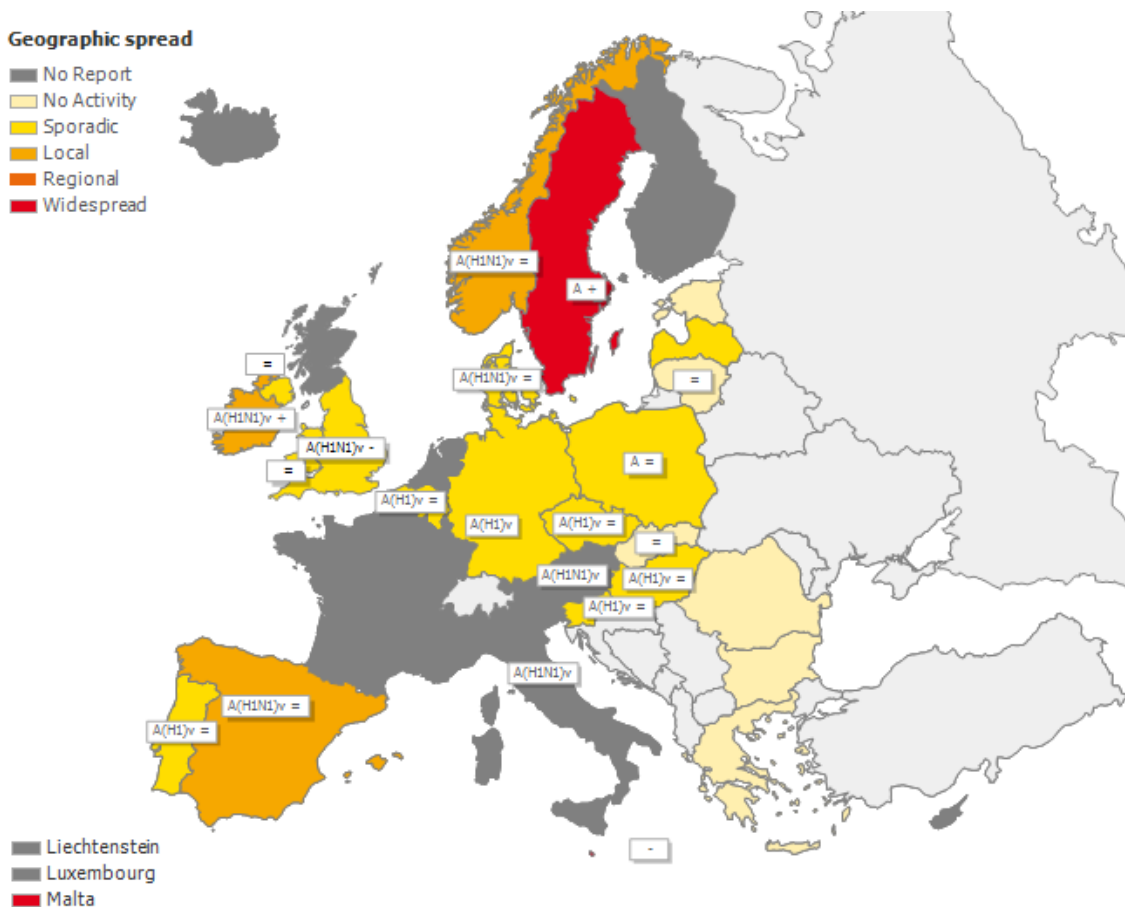 Geographic spread
No Report
No Activity
Sporadic
Local
Regional
Widespread
A(H1N1)v =
A +
=
A(H1N1)v =
=
A(H1N1)v +
A(H1N1)v -
=
A =
A(H1)v =
A(H1)v
A(H1)v =
=
A(H1N1)v
A(H1)v =
A(H1)v =
A(H1N1)v
A(H1N1)v =
A(H1)v =
-
Liechtenstein
Luxembourg
Malta